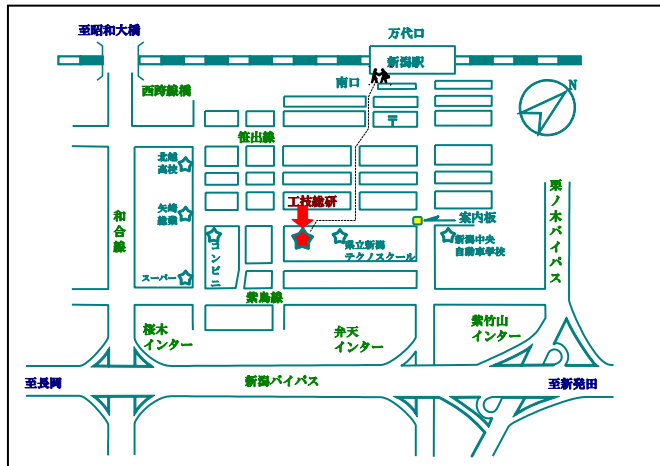 至昭和大橋
万代口
新潟駅
南口
西跨線橋
N
〒
笹出線
北越
高校
工技総研
矢崎
総業
和合線
案内板
栗ノ木バイパス
コンビニ
県立新潟
テクノスクール
新潟中央
自動車学校
スーパー
紫鳥線
桜木
インター
弁天
インター
紫竹山
インター
至長岡
新潟バイパス
至新発田